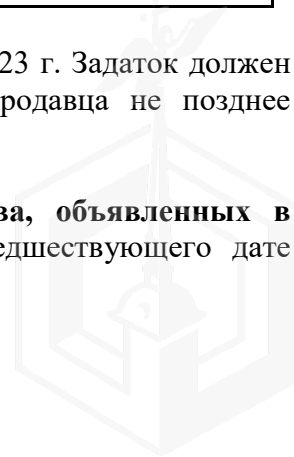 23 г. Задаток должен
родавца не позднее
ва, объявленных в
едшествующего дате